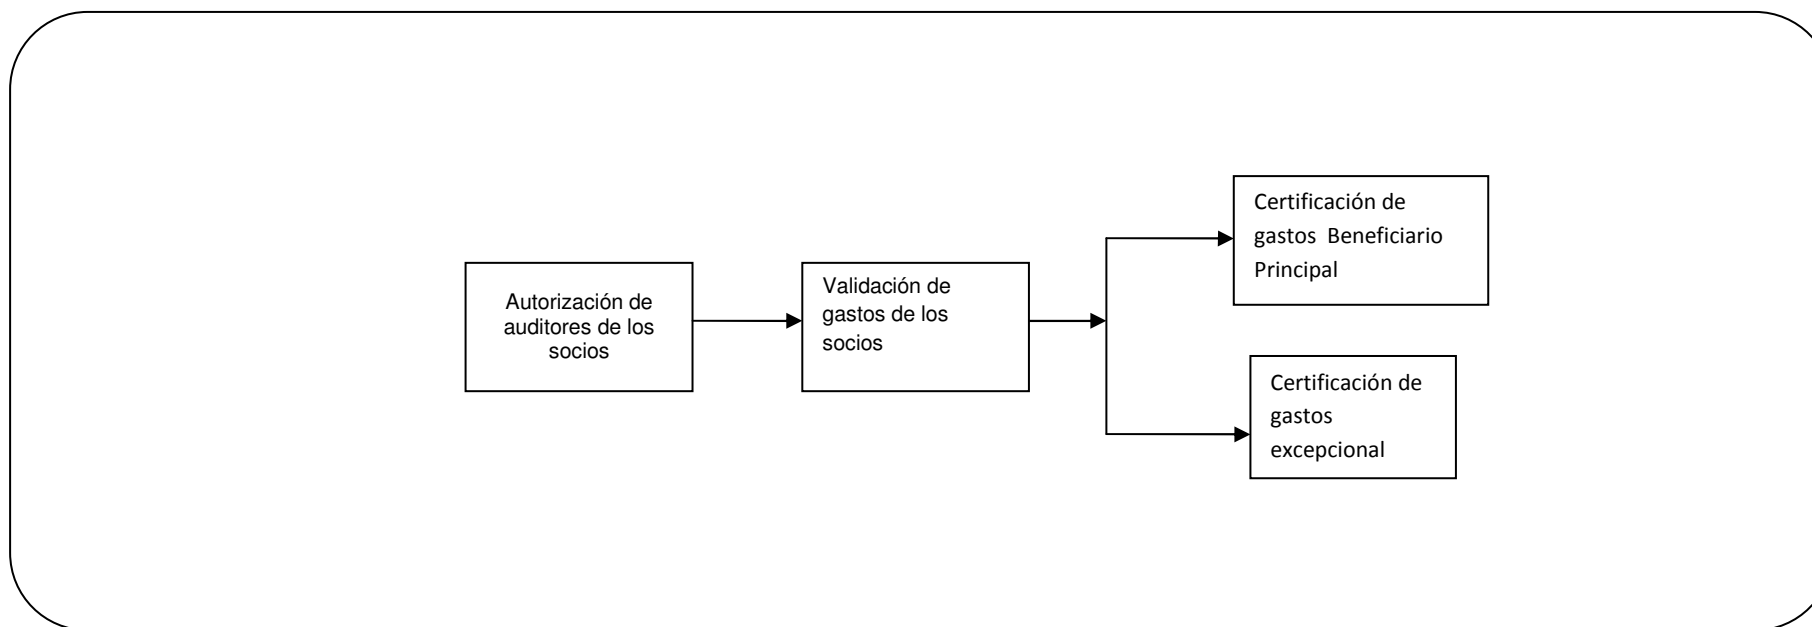 Autorización de
auditores de los
socios
Validación de
gastos de los
socios
Certificación de
gastos Beneficiario
Principal
Certificación de
gastos
excepcional